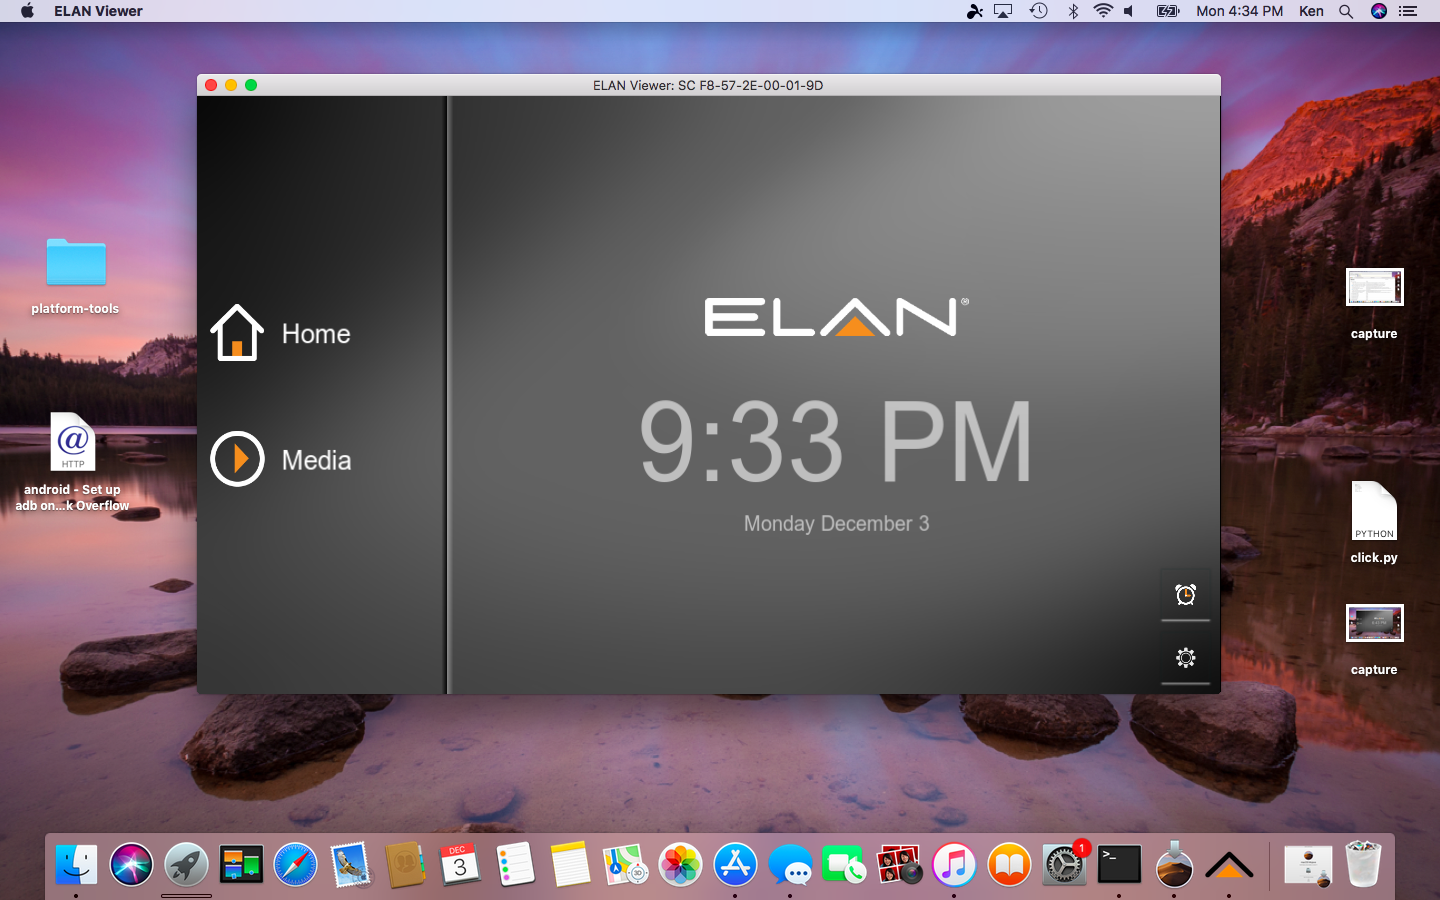 ELAN Viewer
Mon 4:34 PM Ken
ELAN Viewer: SC F8-57-2E-00-01-9D
platform-tools
HTTP
android - Set up
adb on...k Overflow
Home
Media
ELAN®
9:33 PM
Monday December 3
capture
PYTHON
click.py
capture
DEC
3
3D
1
>_